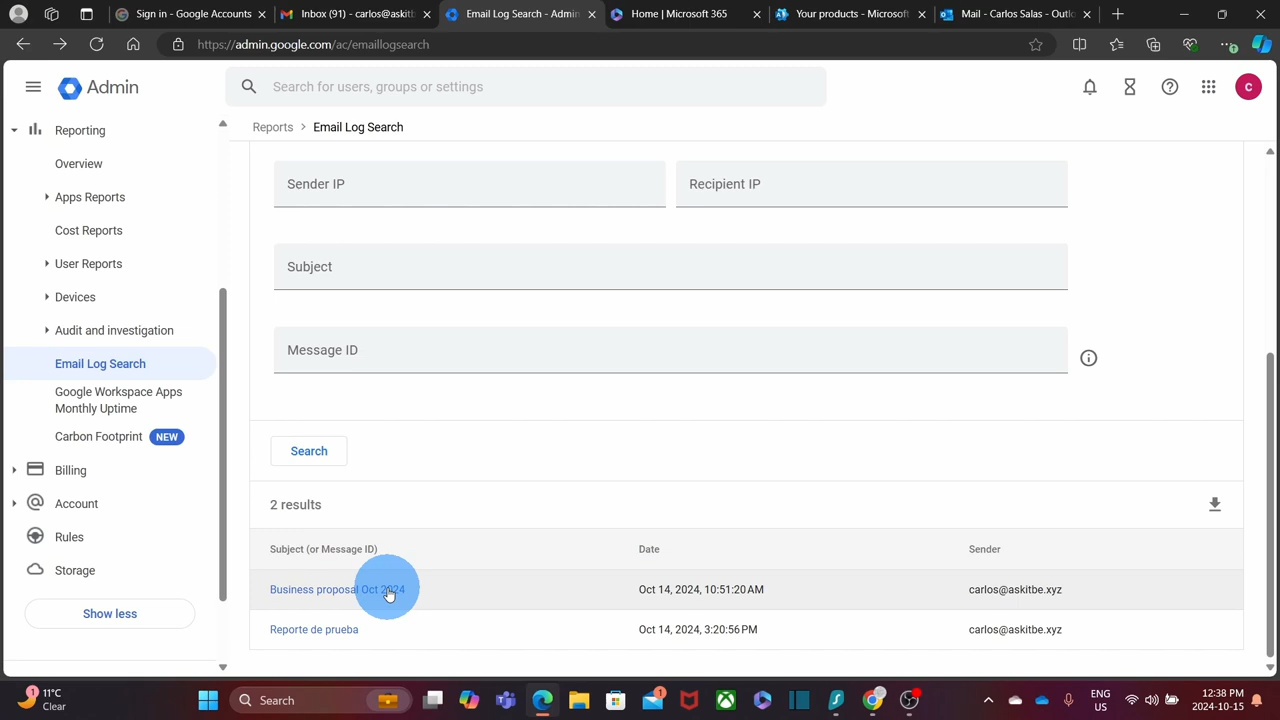 Sign in - Google Accounts
Inbox (91) - carlos@askitb
Email Log Search - Admin
Home | Microsoft 365
Your products - Microsoft
Mail - Carlos Salas - Outlo
https://admin.google.com/ac/emaillogsearch
Admin
Search for users, groups or settings
C
Reporting
Overview
Apps Reports
Cost Reports
User Reports
Devices
Audit and investigation
Email Log Search
Google Workspace Apps
Monthly Uptime
Carbon Footprint NEW
Billing
Account
Rules
Storage
Show less
Reports > Email Log Search
Sender IP
Recipient IP
Subject
Message ID
Search
2 results
Subject (or Message ID) Date Sender
Business proposal Oct 2024 Oct 14, 2024, 10:51:20 AM carlos@askitbe.xyz
Reporte de prueba Oct 14, 2024, 3:20:56 PM carlos@askitbe.xyz
1
11°C
Clear
Search
1
ENG
US
12:38 PM
2024-10-15